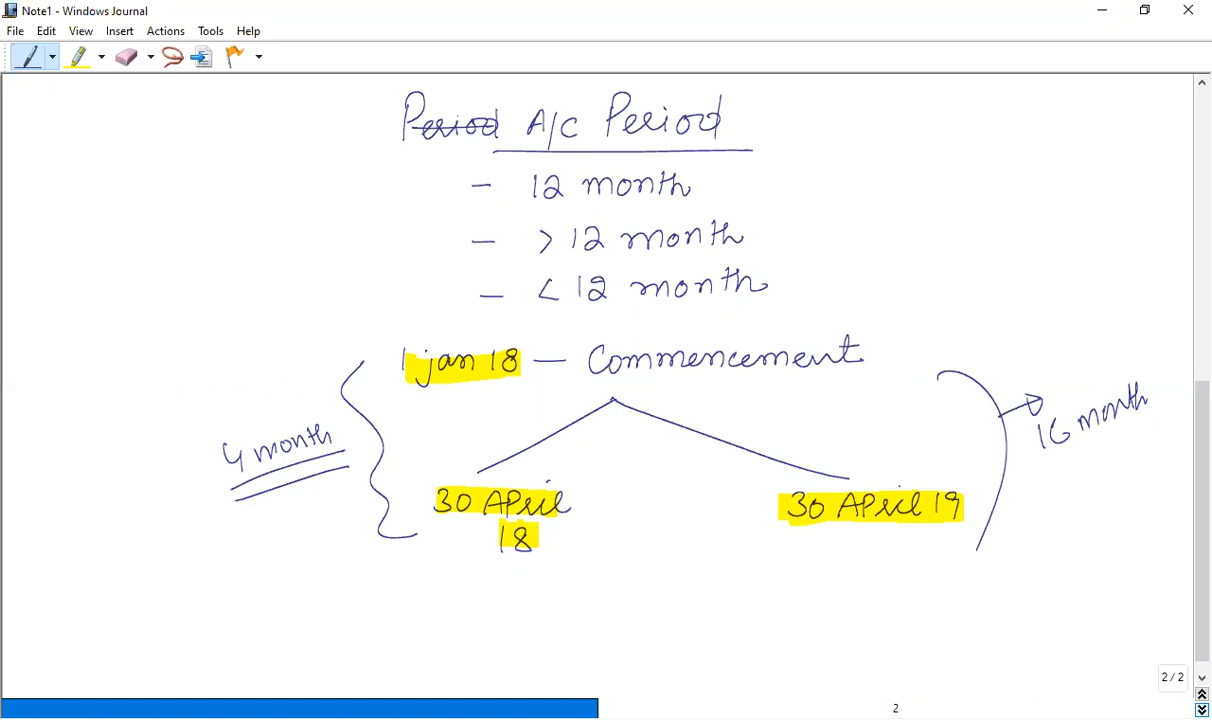 Note1 - Windows Journal
File Edit View Insert Actions Tools Help
Period A/C Period
- 12 month
- > 12 month
- < 12 month
1 jan 18 — Commencement
16 month
4 month
30 April 30 April 19
18
2 / 2
2